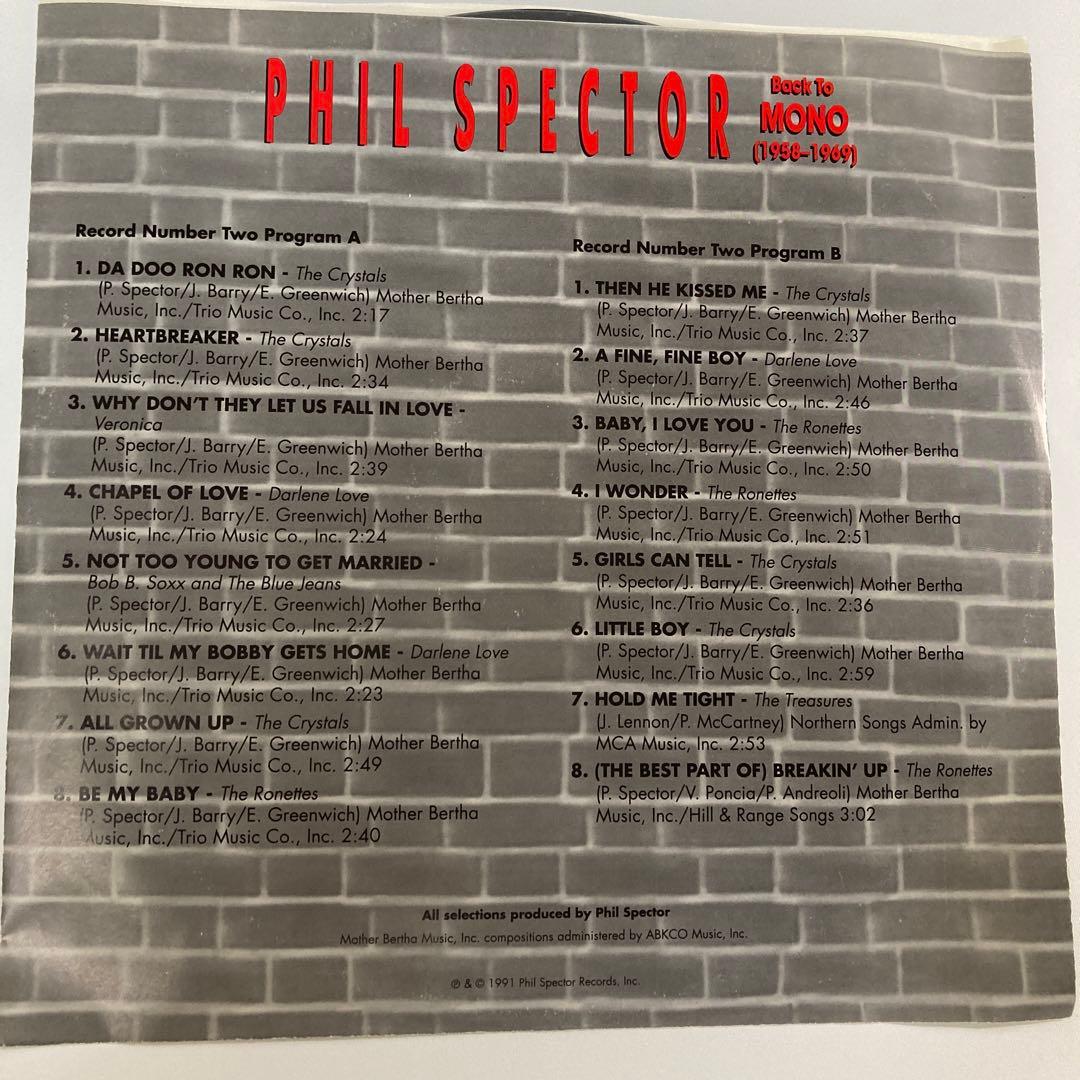 PHIL SPECTOR
Back To
MONO
(1958–1969)
Record Number Two Program A
1. DA DOO RON RON - The Crystals
(P. Spector/J. Barry/E. Greenwich) Mother Bertha
Music, Inc./Trio Music Co., Inc. 2:17
2. HEARTBREAKER - The Crystals
(P. Spector/J. Barry/E. Greenwich) Mother Bertha
Music, Inc./Trio Music Co., Inc. 2:34
3. WHY DON'T THEY LET US FALL IN LOVE -
Veronica
(P. Spector/J. Barry/E. Greenwich) Mother Bertha
Music, Inc./Trio Music Co., Inc. 2:39
4. CHAPEL OF LOVE - Darlene Love
(P. Spector/J. Barry/E. Greenwich) Mother Bertha
Music, Inc./Trio Music Co., Inc. 2:24
5. NOT TOO YOUNG TO GET MARRIED -
Bob B. Soxx and The Blue Jeans
(P. Spector/J. Barry/E. Greenwich) Mother Bertha
Music, Inc./Trio Music Co., Inc. 2:27
6. WAIT TIL MY BOBBY GETS HOME - Darlene Love
(P. Spector/J. Barry/E. Greenwich) Mother Bertha
Music, Inc./Trio Music Co., Inc. 2:23
7. ALL GROWN UP - The Crystals
(P. Spector/J. Barry/E. Greenwich) Mother Bertha
Music, Inc./Trio Music Co., Inc. 2:49
8. BE MY BABY - The Ronettes
(P. Spector/J. Barry/E. Greenwich) Mother Bertha
Music, Inc./Trio Music Co., Inc. 2:40
Record Number Two Program B
1. THEN HE KISSED ME - The Crystals
(P. Spector/J. Barry/E. Greenwich) Mother Bertha
Music, Inc./Trio Music Co., Inc. 2:37
2. A FINE, FINE BOY - Darlene Love
(P. Spector/J. Barry/E. Greenwich) Mother Bertha
Music, Inc./Trio Music Co., Inc. 2:46
3. BABY, I LOVE YOU - The Ronettes
(P. Spector/J. Barry/E. Greenwich) Mother Bertha
Music, Inc./Trio Music Co., Inc. 2:50
4. I WONDER - The Ronettes
(P. Spector/J. Barry/E. Greenwich) Mother Bertha
Music, Inc./Trio Music Co., Inc. 2:51
5. GIRLS CAN TELL - The Crystals
(P. Spector/J. Barry/E. Greenwich) Mother Bertha
Music, Inc./Trio Music Co., Inc. 2:36
6. LITTLE BOY - The Crystals
(P. Spector/J. Barry/E. Greenwich) Mother Bertha
Music, Inc./Trio Music Co., Inc. 2:59
7. HOLD ME TIGHT - The Treasures
(J. Lennon/P. McCartney) Northern Songs Admin. by
MCA Music, Inc. 2:53
8. (THE BEST PART OF) BREAKIN' UP - The Ronettes
(P. Spector/V. Poncia/P. Andreoli) Mother Bertha
Music, Inc./Hill & Range Songs 3:02
All selections produced by Phil Spector
Mother Bertha Music, Inc. compositions administered by ABKCO Music, Inc.
℗ & © 1991 Phil Spector Records, Inc.